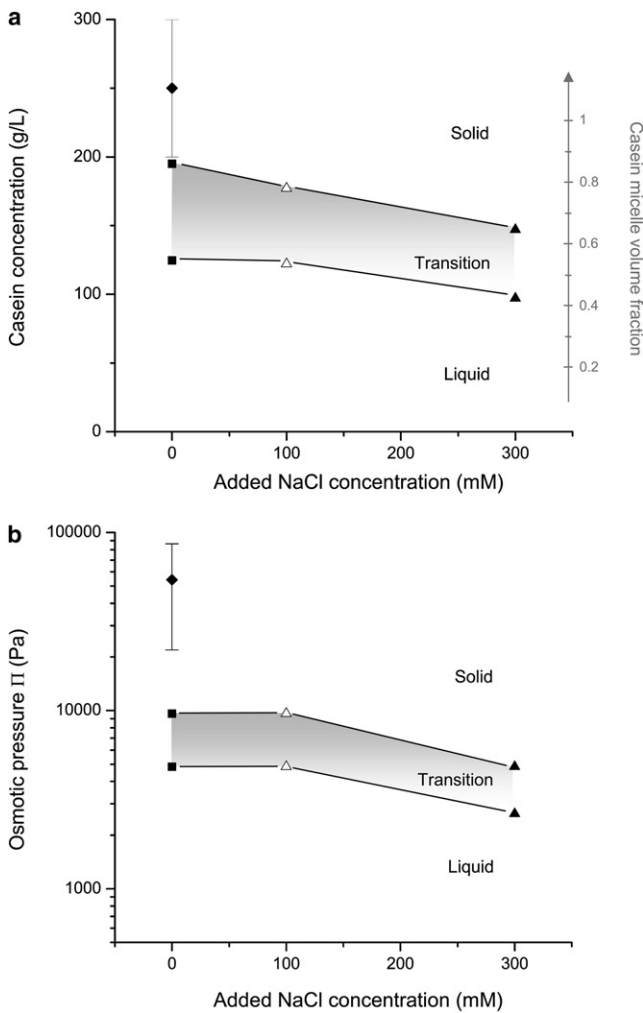 a
300
200
100
0
Casein concentration (g/L)
Solid
Transition
Liquid
1
0.8
0.6
0.4
0.2
Casein micelle volume fraction
0
100
200
300
Added NaCl concentration (mM)
b
100000
10000
1000
Osmotic pressure Π (Pa)
Solid
Transition
Liquid
0
100
200
300
Added NaCl concentration (mM)